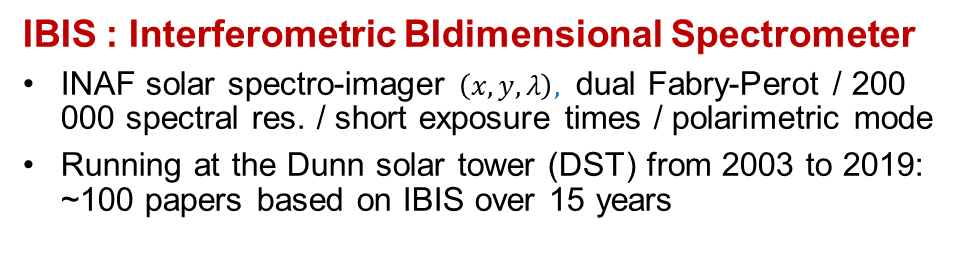 IBIS : Interferometric BIdimensional Spectrometer
• INAF solar spectro-imager (𝑥, 𝑦, 𝜆), dual Fabry-Perot / 200
000 spectral res. / short exposure times / polarimetric mode
• Running at the Dunn solar tower (DST) from 2003 to 2019:
~100 papers based on IBIS over 15 years